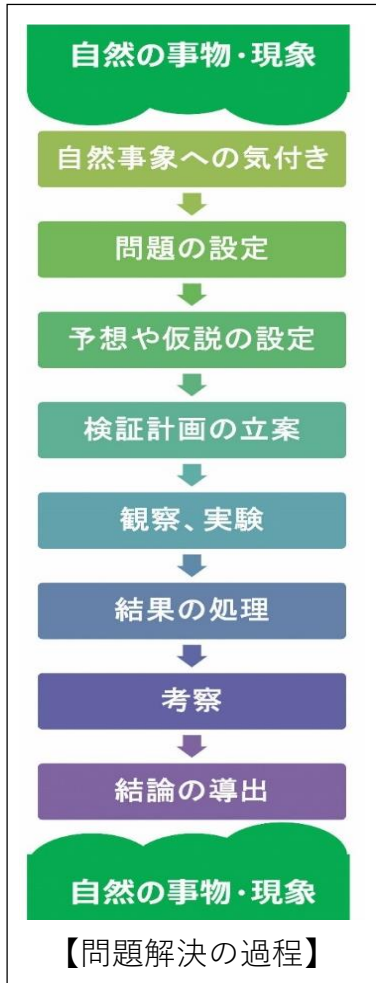 自然の事物・現象
自然事象への気付き
問題の設定
予想や仮説の設定
検証計画の立案
観察、実験
結果の処理
考察
結論の導出
自然の事物・現象
【問題解決の過程】